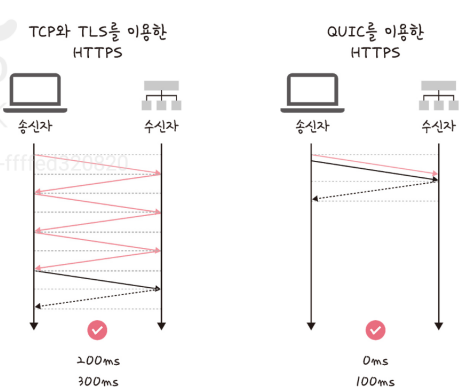 TCP와 TLS를 이용한
HTTPS
QUIC를 이용한
HTTPS
송신자
수신자
송신자
수신자
-ffffed320820
200ms
300ms
0ms
100ms